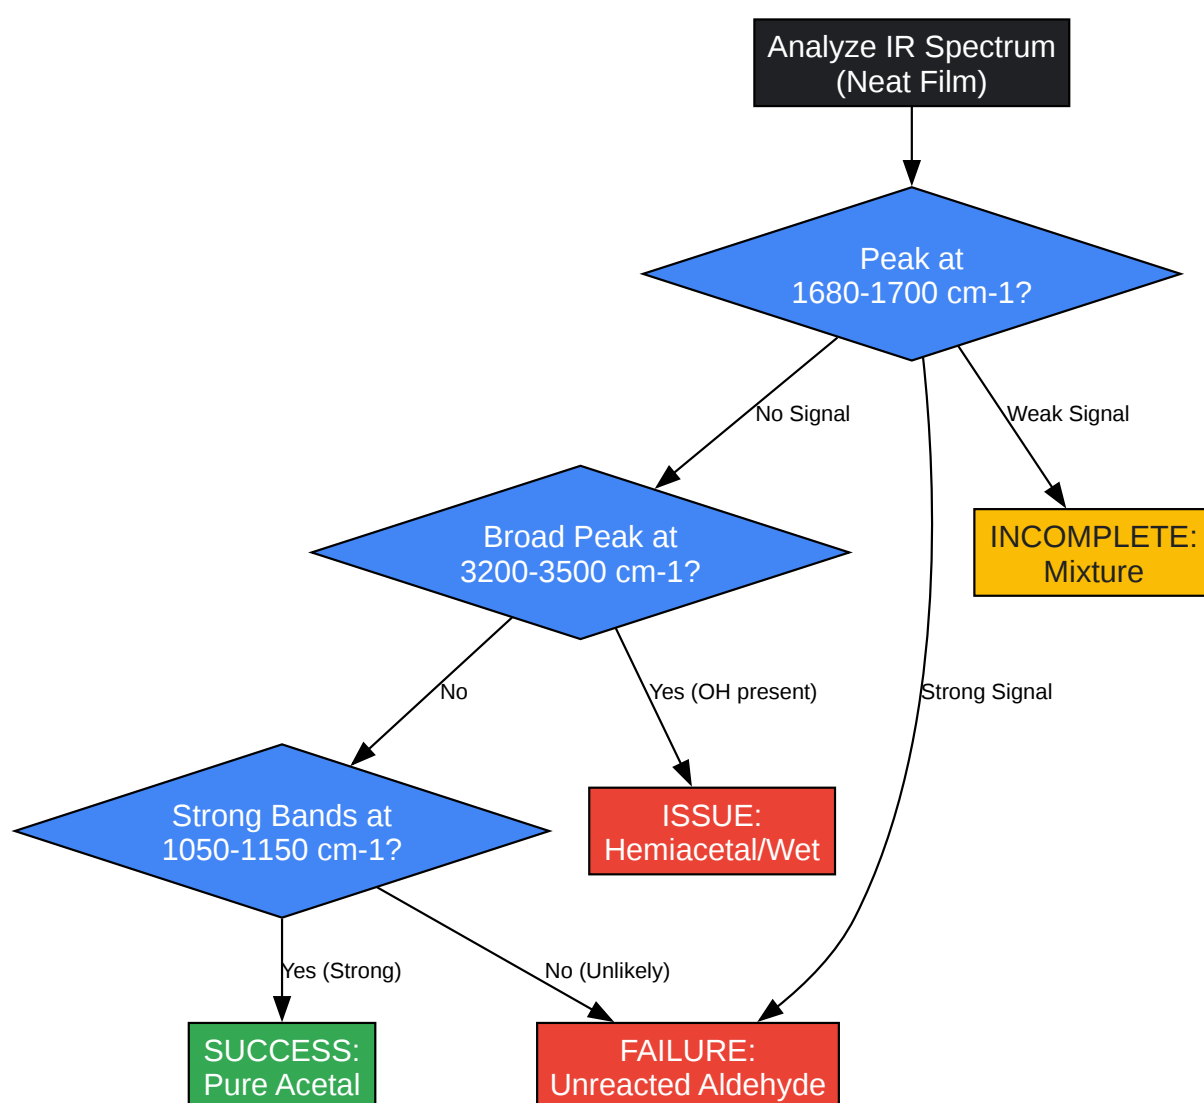 Analyze IR Spectrum
(Neat Film)
Peak at
1680-1700 cm-1?
No Signal
Weak Signal
Broad Peak at
3200-3500 cm-1?
INCOMPLETE:
Mixture
No
Yes (OH present)
Strong Signal
Strong Bands at
1050-1150 cm-1?
ISSUE:
Hemiacetal/Wet
Yes (Strong)
No (Unlikely)
SUCCESS:
Pure Acetal
FAILURE:
Unreacted Aldehyde